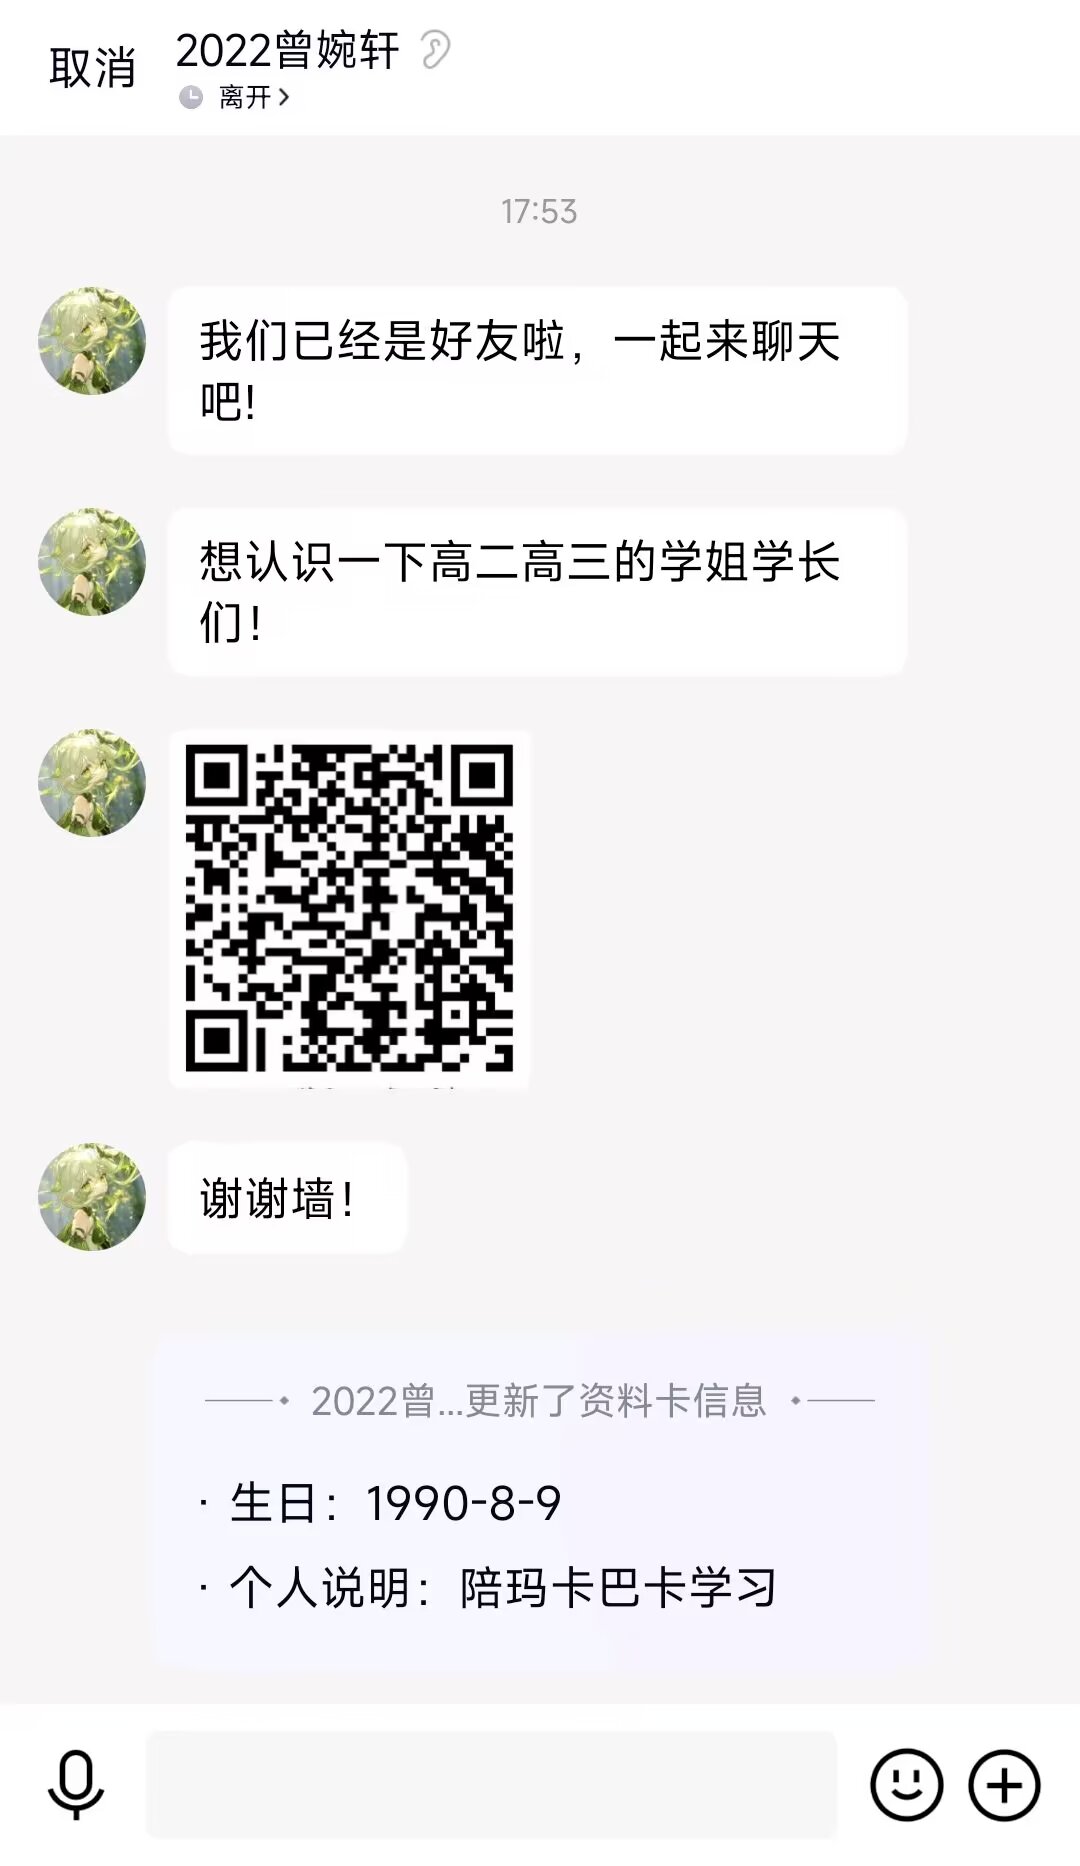 取消
2022曾婉轩
离开
17:53
我们已经是好友啦，一起来聊天
吧!
想认识一下高二高三的学姐学长
们！
谢谢墙！
2022曾...更新了资料卡信息
· 生日：1990-8-9
· 个人说明：陪玛卡巴卡学习